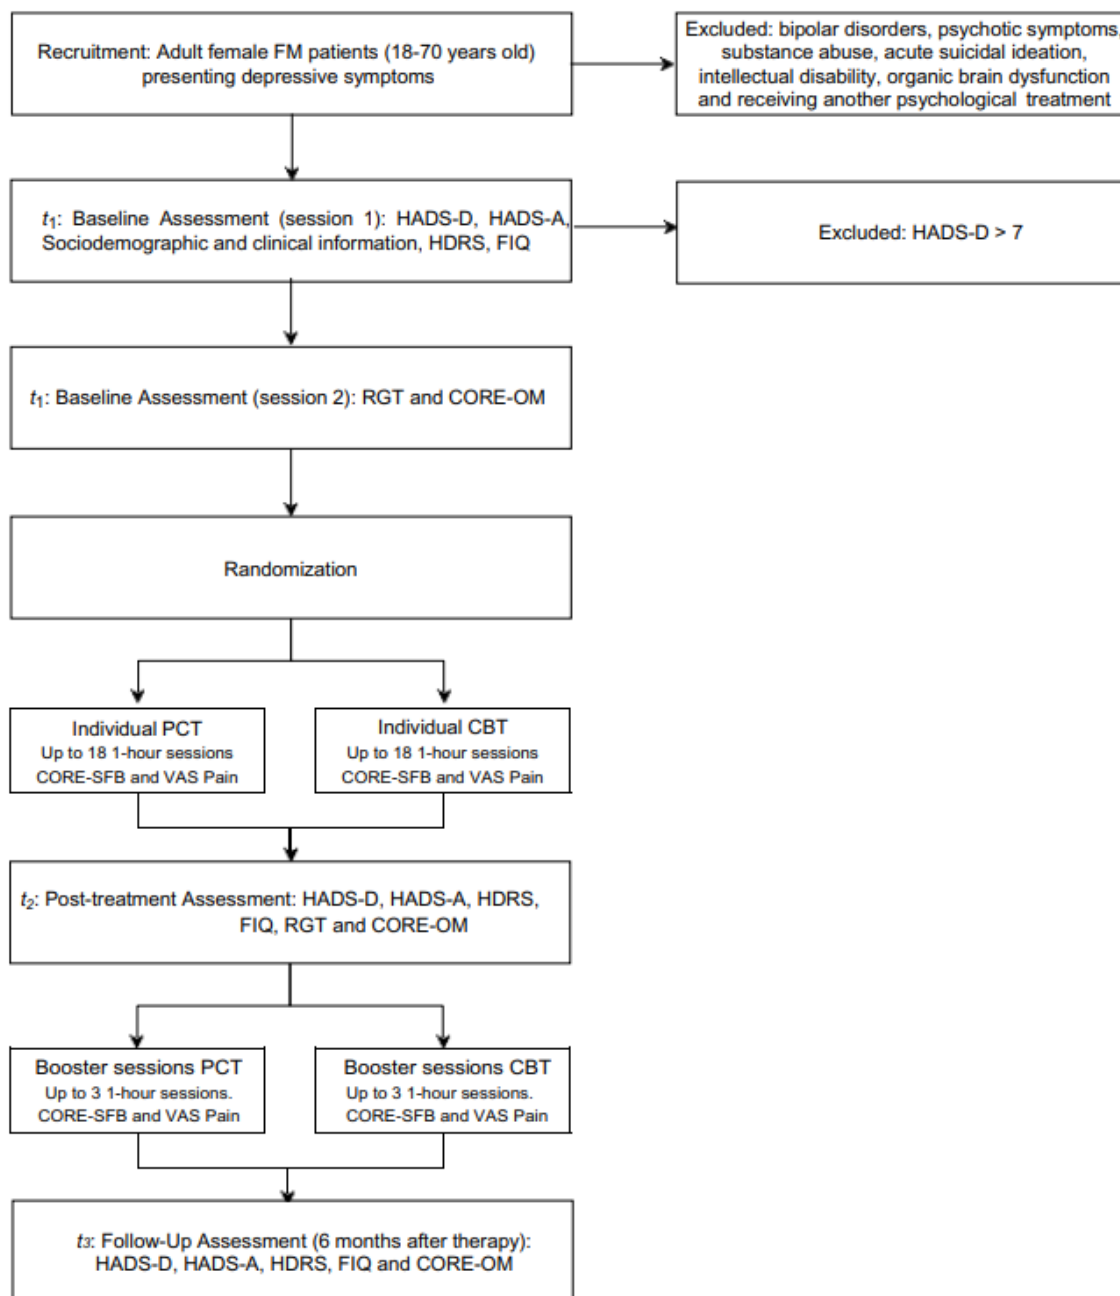 Recruitment: Adult female FM patients (18-70 years old)
presenting depressive symptoms
Excluded: bipolar disorders, psychotic symptoms,
substance abuse, acute suicidal ideation,
intellectual disability, organic brain dysfunction
and receiving another psychological treatment
t1: Baseline Assessment (session 1): HADS-D, HADS-A,
Sociodemographic and clinical information, HDRS, FIQ
Excluded: HADS-D > 7
t1: Baseline Assessment (session 2): RGT and CORE-OM
Randomization
Individual PCT
Up to 18 1-hour sessions
CORE-SFB and VAS Pain
Individual CBT
Up to 18 1-hour sessions
CORE-SFB and VAS Pain
t2: Post-treatment Assessment: HADS-D, HADS-A, HDRS,
FIQ, RGT and CORE-OM
Booster sessions PCT
Up to 3 1-hour sessions.
CORE-SFB and VAS Pain
Booster sessions CBT
Up to 3 1-hour sessions.
CORE-SFB and VAS Pain
t3: Follow-Up Assessment (6 months after therapy):
HADS-D, HADS-A, HDRS, FIQ and CORE-OM